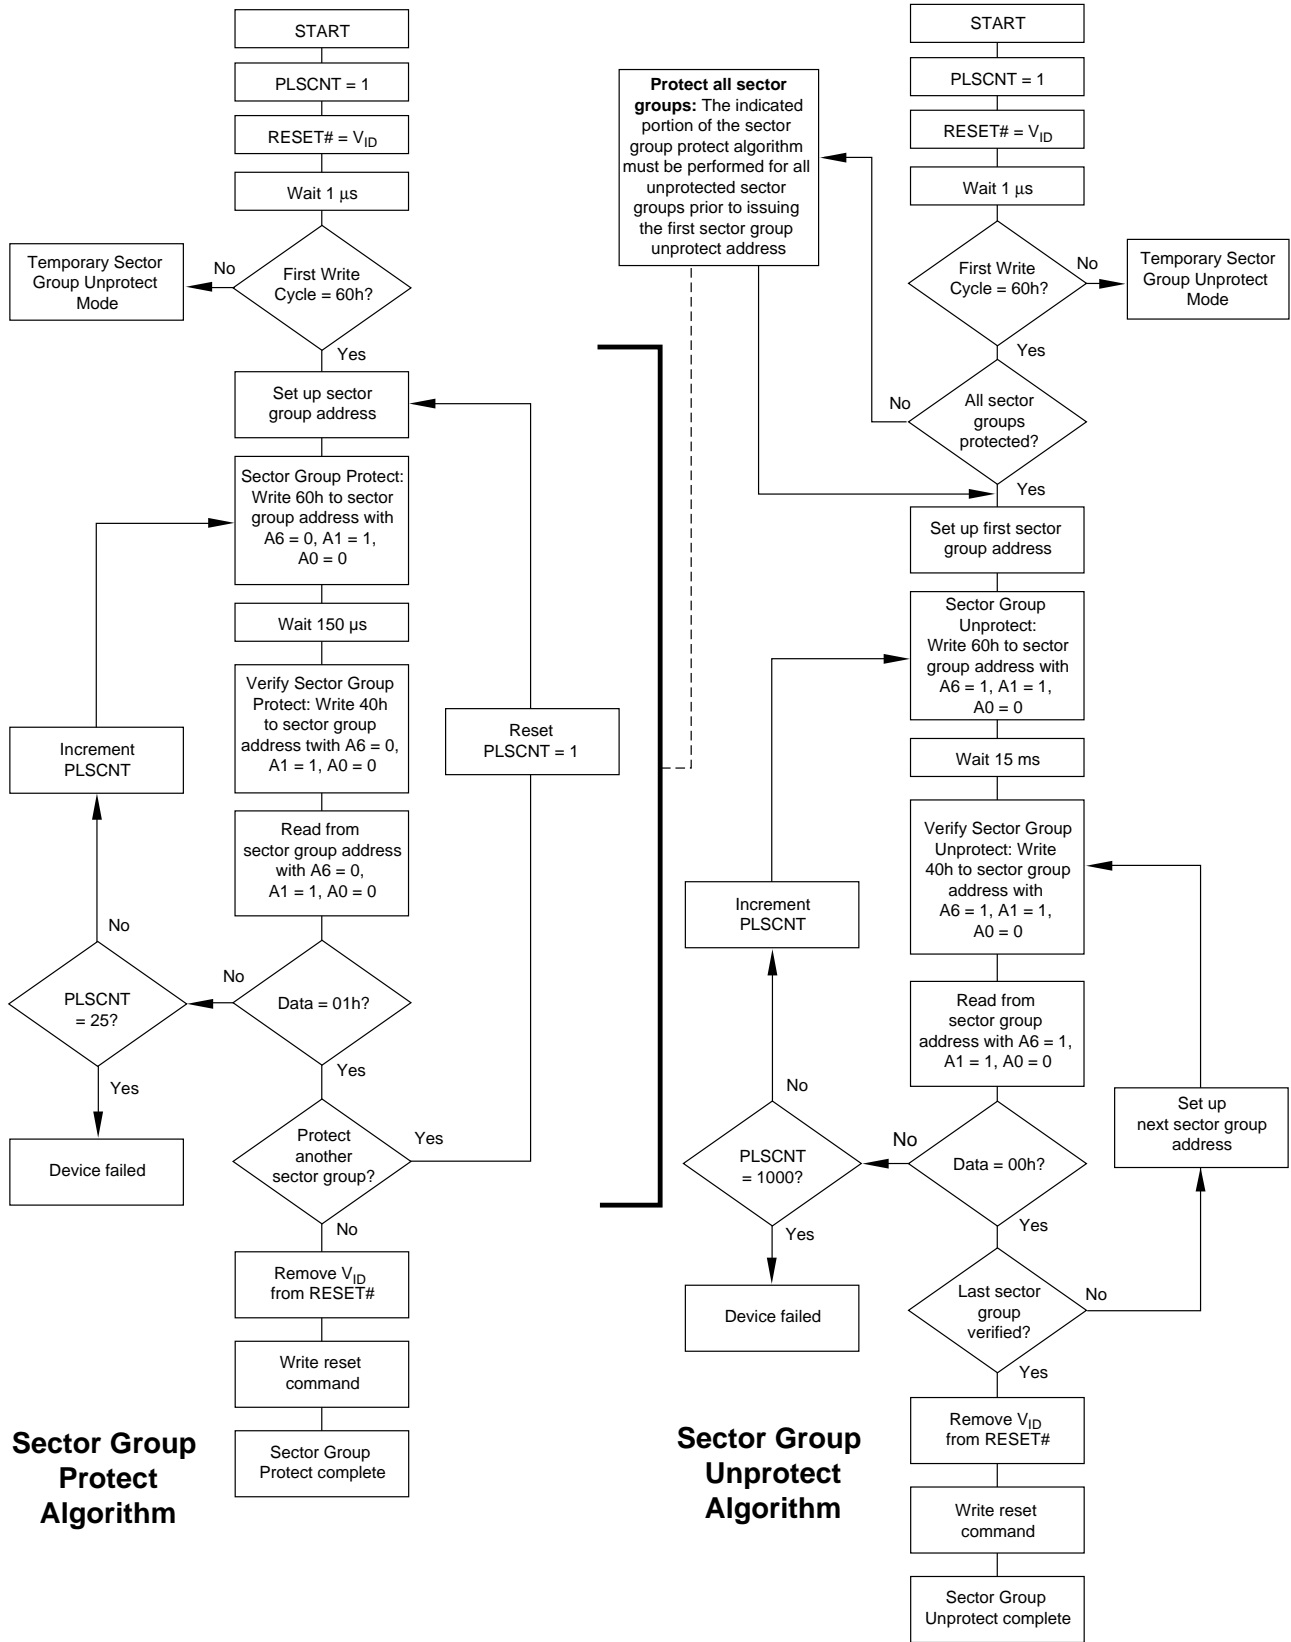 START
PLSCNT = 1
RESET# = VID
Wait 1 μs
First Write
Cycle = 60h?
No
Temporary Sector
Group Unprotect
Mode
Yes
Set up sector
group address
Sector Group Protect:
Write 60h to sector
group address with
A6 = 0, A1 = 1,
A0 = 0
Wait 150 µs
Verify Sector Group
Protect: Write 40h
to sector group
address twith A6 = 0,
A1 = 1, A0 = 0
Reset
PLSCNT = 1
Increment
PLSCNT
Read from
sector group address
with A6 = 0,
A1 = 1, A0 = 0
No
No
PLSCNT
= 25?
Data = 01h?
Yes
Yes
Device failed
Protect
another
sector group?
Yes
No
Remove VID
from RESET#
Write reset
command
Sector Group
Protect complete
Sector Group
Protect
Algorithm
START
PLSCNT = 1
Protect all sector
groups: The indicated
portion of the sector
group protect algorithm
must be performed for all
unprotected sector
groups prior to issuing
the first sector group
unprotect address
RESET# = VID
Wait 1 μs
First Write
Cycle = 60h?
No
Temporary Sector
Group Unprotect
Mode
Yes
No
All sector
groups
protected?
Yes
Set up first sector
group address
Sector Group
Unprotect:
Write 60h to sector
group address with
A6 = 1, A1 = 1,
A0 = 0
Wait 15 ms
Verify Sector Group
Unprotect: Write
40h to sector group
address with
A6 = 1, A1 = 1,
A0 = 0
Increment
PLSCNT
Read from
sector group
address with A6 = 1,
A1 = 1, A0 = 0
No
No
PLSCNT
= 1000?
Data = 00h?
Set up
next sector group
address
Yes
Yes
Device failed
Last sector
group
verified?
No
Yes
Remove VID
from RESET#
Write reset
command
Sector Group
Unprotect complete
Sector Group
Unprotect
Algorithm